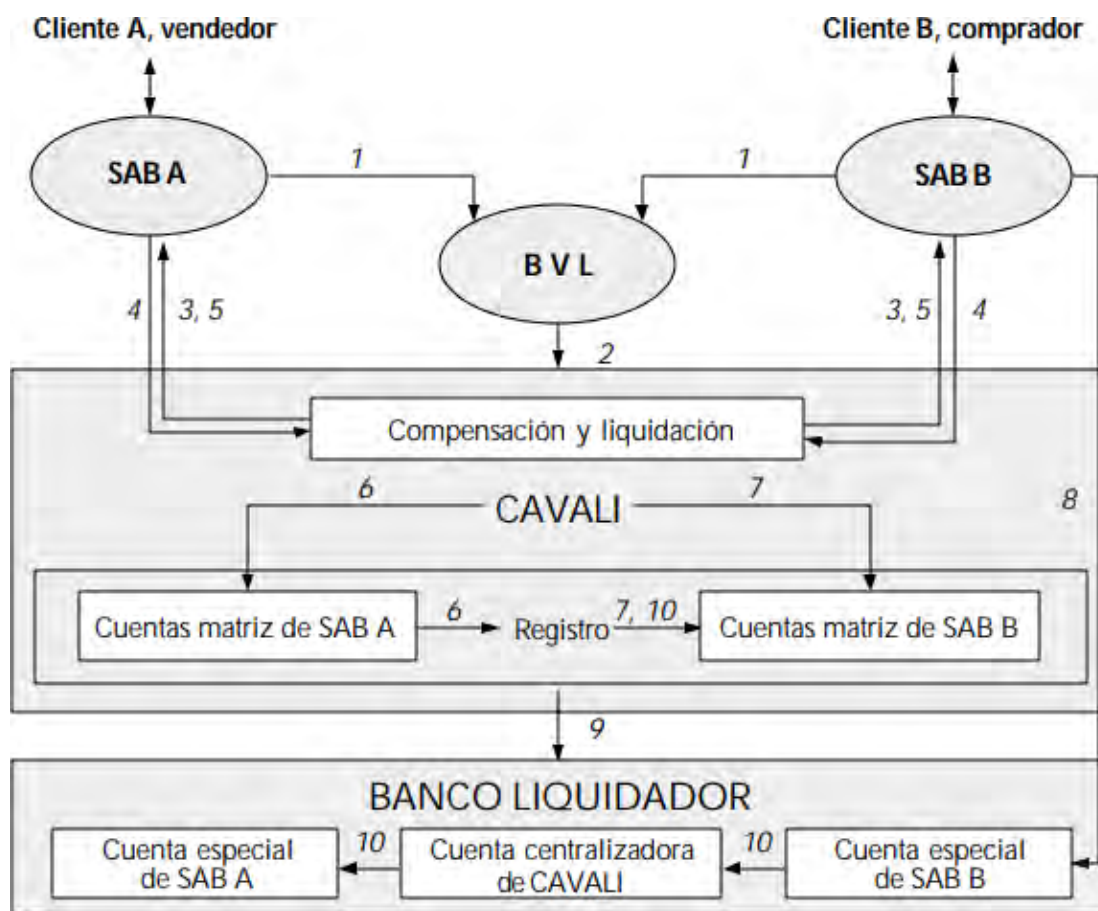 Cliente A, vendedor
Cliente B, comprador
SAB A
1
1
SAB B
B V L
4
3, 5
3, 5
4
2
Compensación y liquidación
6
7
8
CAVALI
Cuentas matriz de SAB A
6
Registro
7, 10
Cuentas matriz de SAB B
9
BANCO LIQUIDADOR
Cuenta especial
de SAB A
10
Cuenta centralizadora
de CAVALI
10
Cuenta especial
de SAB B